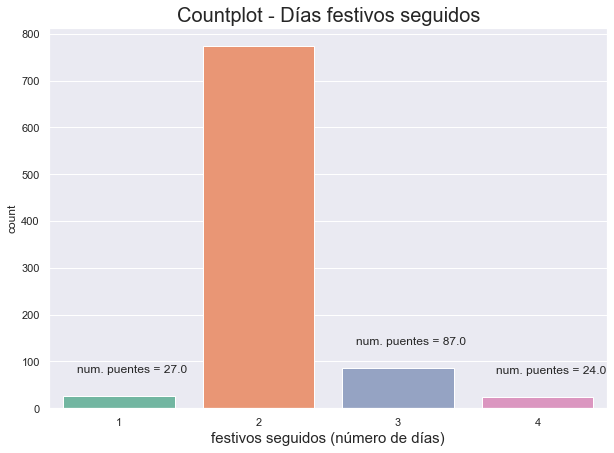 Countplot - Días festivos seguidos
800
700
600
500
400
300
200
100
0
count
num. puentes = 27.0
num. puentes = 87.0
num. puentes = 24.0
1 2 3 4
festivos seguidos (número de días)